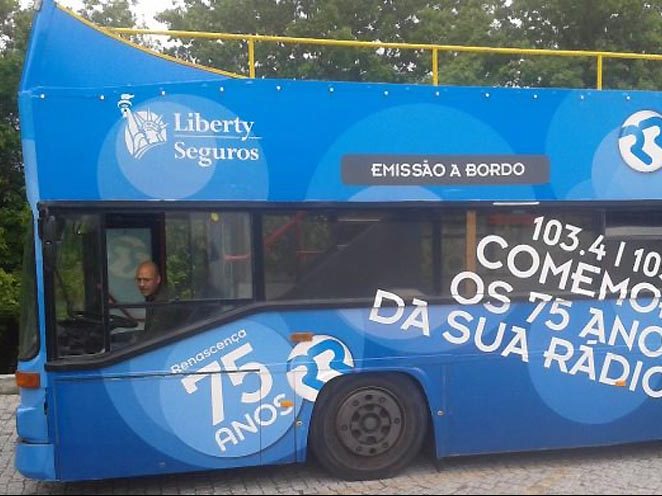 Liberty
Seguros
EMISSÃO A BORDO
103.4 | 10
COMEMO
OS 75 ANO
DA SUA RÁDIO
Renascença
75
ANOS